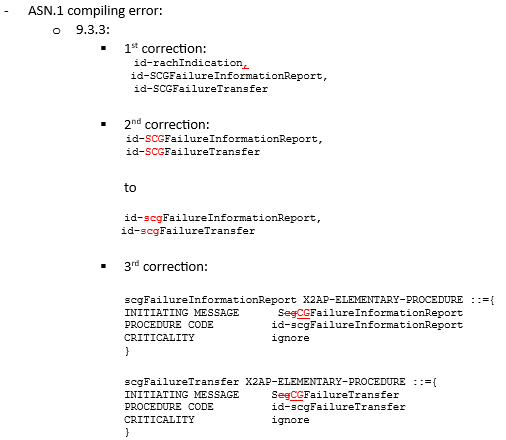 - ASN.1 compiling error:
o 9.3.3:
▪ 1st correction:
id-rachIndication,
id-SCGFailureInformationReport,
id-SCGFailureTransfer
▪ 2nd correction:
id-SCGFailureInformationReport,
id-SCGFailureTransfer
to
id-scgFailureInformationReport,
id-scgFailureTransfer
▪ 3rd correction:
scgFailureInformationReport X2AP-ELEMENTARY-PROCEDURE ::={
INITIATING MESSAGE ScgCGFailureInformationReport
PROCEDURE CODE id-scgFailureInformationReport
CRITICALITY ignore
}
scgFailureTransfer X2AP-ELEMENTARY-PROCEDURE ::={
INITIATING MESSAGE ScgCGFailureTransfer
PROCEDURE CODE id-scgFailureTransfer
CRITICALITY ignore
}